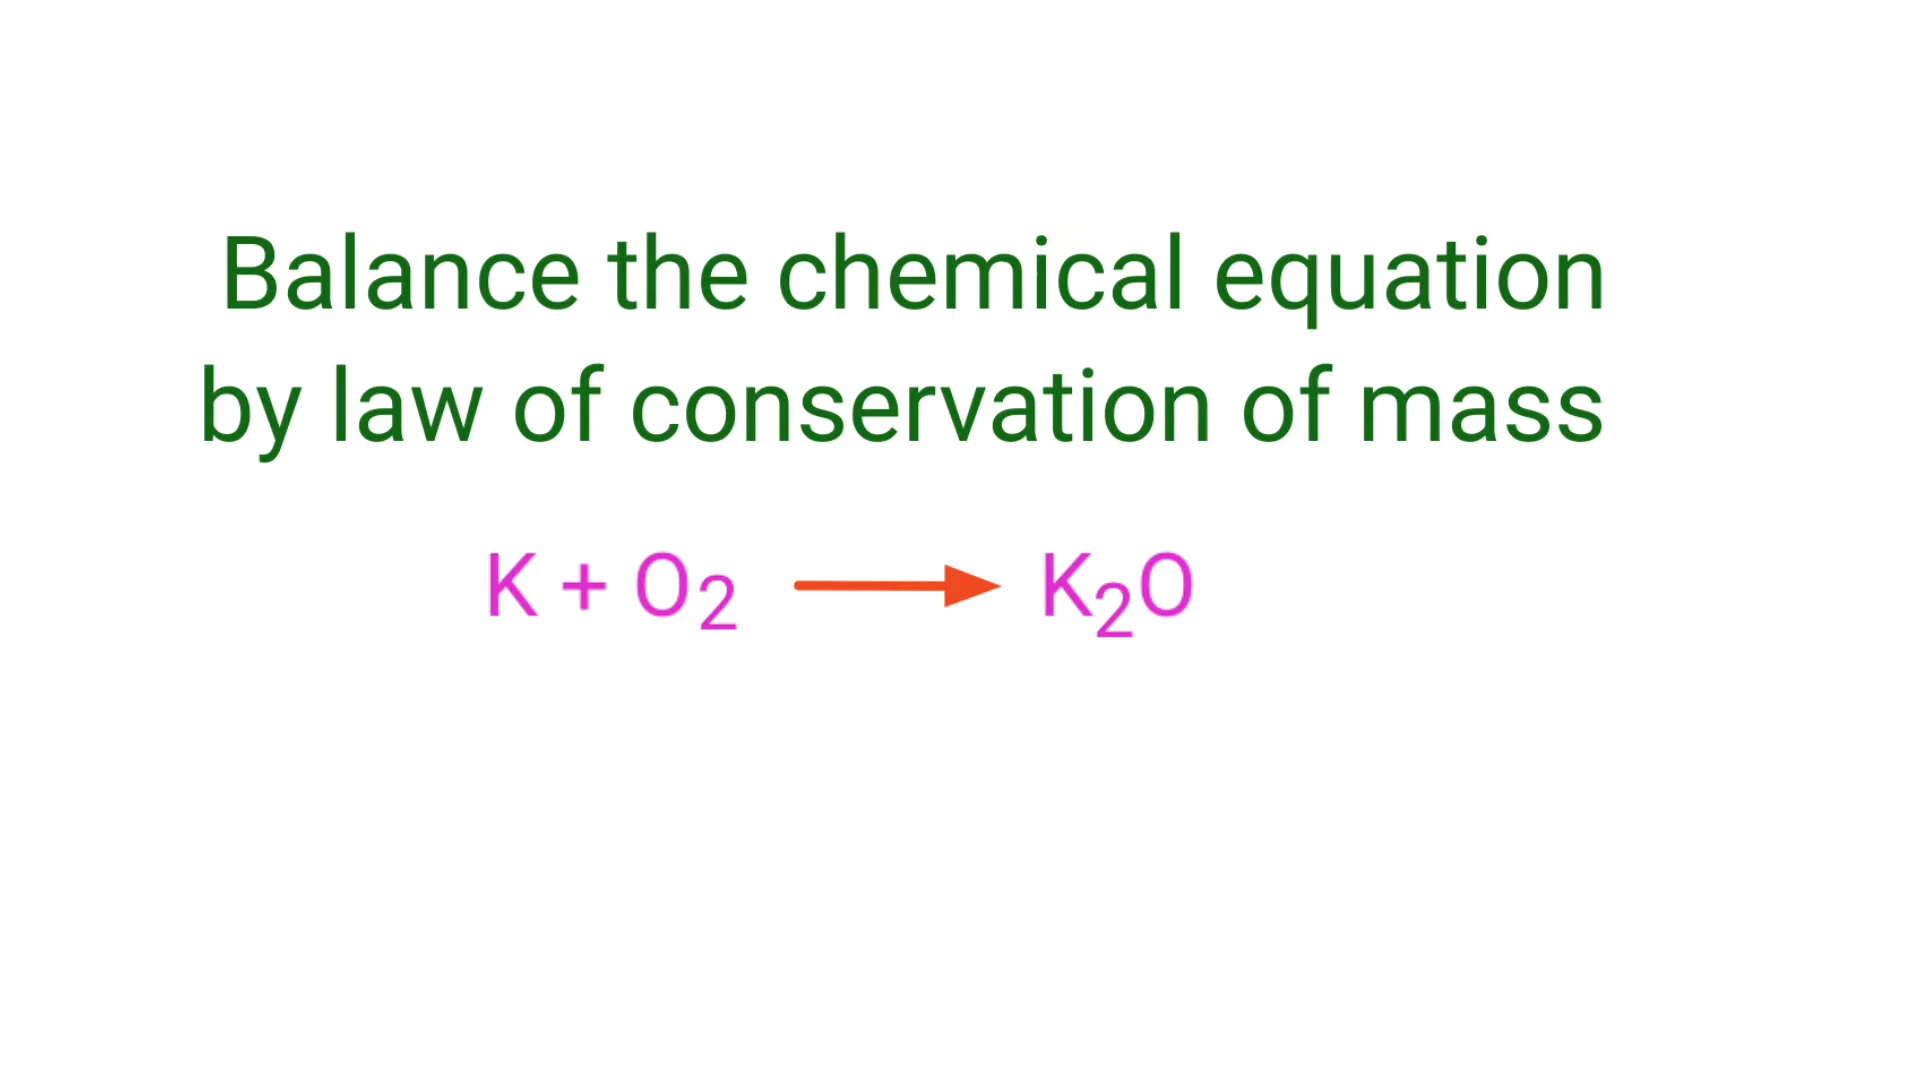 Balance the chemical equation
by law of conservation of mass
K + O₂ ⟶ K₂O